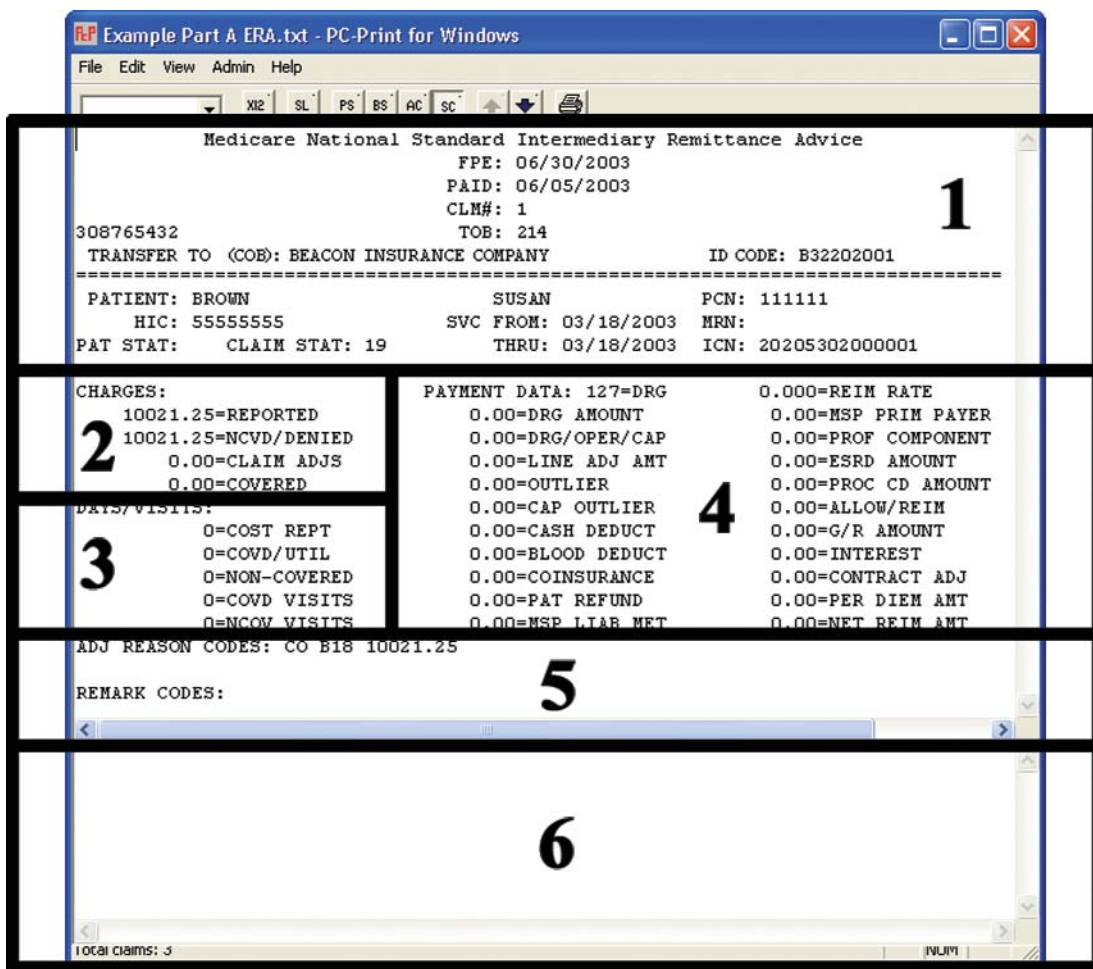 PcP Example Part A ERA.txt - PC-Print for Windows
File Edit View Admin Help
X12 SL PS BS AC SC
Medicare National Standard Intermediary Remittance Advice
FPE: 06/30/2003
PAID: 06/05/2003
CLM#: 1
308765432 TOB: 214
TRANSFER TO (COB): BEACON INSURANCE COMPANY ID CODE: B32202001
1
PATIENT: BROWN SUSAN PCN: 111111
HIC: 55555555 SVC FROM: 03/18/2003 MRN:
PAT STAT: CLAIM STAT: 19 THRU: 03/18/2003 ICN: 20205302000001
CHARGES:
10021.25=REPORTED
10021.25=NCVD/DENIED
0.00=CLAIM ADJS
0.00=COVERED
2
DAYS/VISITS:
0=COST REPT
0=COVD/UTIL
0=NON-COVERED
0=COVD VISITS
0=NCOV VISITS
3
PAYMENT DATA: 127=DRG 0.000=REIM RATE
0.00=DRG AMOUNT 0.00=MSP PRIM PAYER
0.00=DRG/OPER/CAP 0.00=PROF COMPONENT
0.00=LINE ADJ AMT 0.00=ESRD AMOUNT
0.00=OUTLIER 0.00=PROC CD AMOUNT
0.00=CAP OUTLIER 0.00=ALLOW/REIM
0.00=CASH DEDUCT 0.00=G/R AMOUNT
0.00=BLOOD DEDUCT 0.00=INTEREST
0.00=COINSURANCE 0.00=CONTRACT ADJ
0.00=PAT REFUND 0.00=PER DIEM AMT
0.00=MSP LIAB MET 0.00=NET REIM AMT
4
ADJ REASON CODES: CO B18 10021.25
REMARK CODES:
5
6
Total claims: 3 NUM